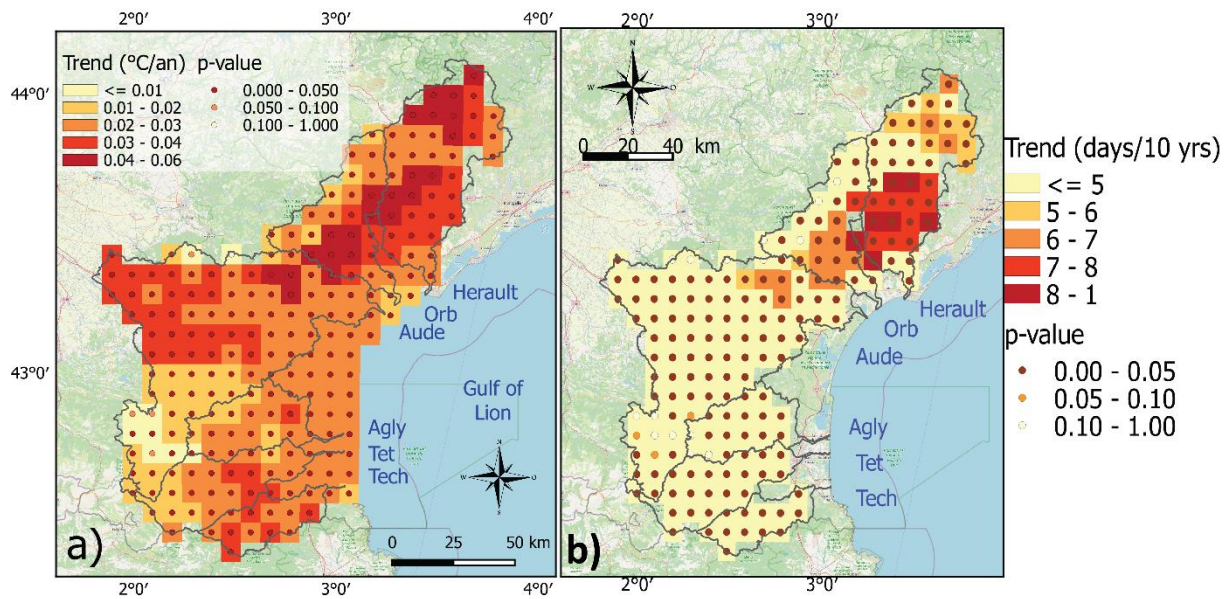 2°0′ 3°0′ 4°0′ 2°0′ 3°0′
44°0′
43°0′
Trend (°C/an) p-value
<= 0.01 0.000 - 0.050
0.01 - 0.02 0.050 - 0.100
0.02 - 0.03 0.100 - 1.000
0.03 - 0.04
0.04 - 0.06
Herault
Orb
Aude
Gulf of
Lion
Agly
Tet
Tech
N
O
S
a)
0 25 50 km
2°0′ 3°0′ 4°0′
N
O
S
0 20 40 km
Herault
Orb
Aude
Agly
Tet
Tech
b)
2°0′ 3°0′
Trend (days/10 yrs)
<= 5
5 - 6
6 - 7
7 - 8
8 - 1
p-value
0.00 - 0.05
0.05 - 0.10
0.10 - 1.00